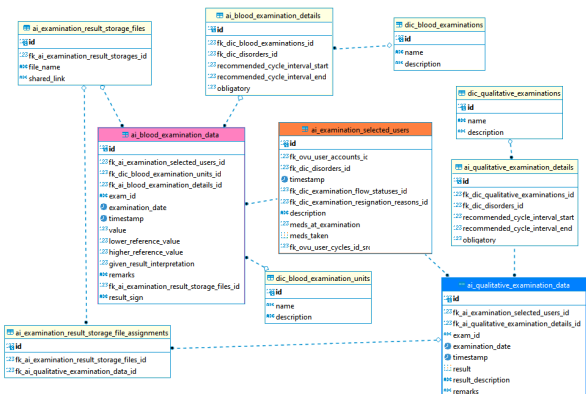 ai_examination_result_storage_files
id
fk_ai_examination_result_storages_id
file_name
shared_link
ai_blood_examination_details
id
fk_dic_blood_examinations_id
fk_dic_disorders_id
recommended_cycle_interval_start
recommended_cycle_interval_end
obligatory
dic_blood_examinations
id
name
description
dic_qualitative_examinations
id
name
description
ai_blood_examination_data
id
fk_ai_examination_selected_users_id
fk_dic_blood_examination_units_id
fk_ai_blood_examination_details_id
exam_id
examination_date
timestamp
value
lower_reference_value
higher_reference_value
given_result_interpretation
remarks
fk_ai_examination_result_storage_files_id
result_sign
ai_examination_selected_users
id
fk_ovu_user_accounts_id
fk_dic_disorders_id
timestamp
fk_dic_examination_flow_statuses_id
fk_dic_examination_resignation_reasons_id
description
meds_at_examination
meds_taken
fk_ovu_user_cycles_id_src
ai_qualitative_examination_details
id
fk_dic_qualitative_examinations_id
fk_dic_disorders_id
recommended_cycle_interval_start
recommended_cycle_interval_end
obligatory
dic_blood_examination_units
id
name
description
ai_qualitative_examination_data
id
fk_ai_examination_selected_users_id
fk_ai_qualitative_examination_details_id
exam_id
examination_date
timestamp
result
result_description
remarks
ai_examination_result_storage_file_assignments
id
fk_ai_examination_result_storage_files_id
fk_ai_qualitative_examination_data_id